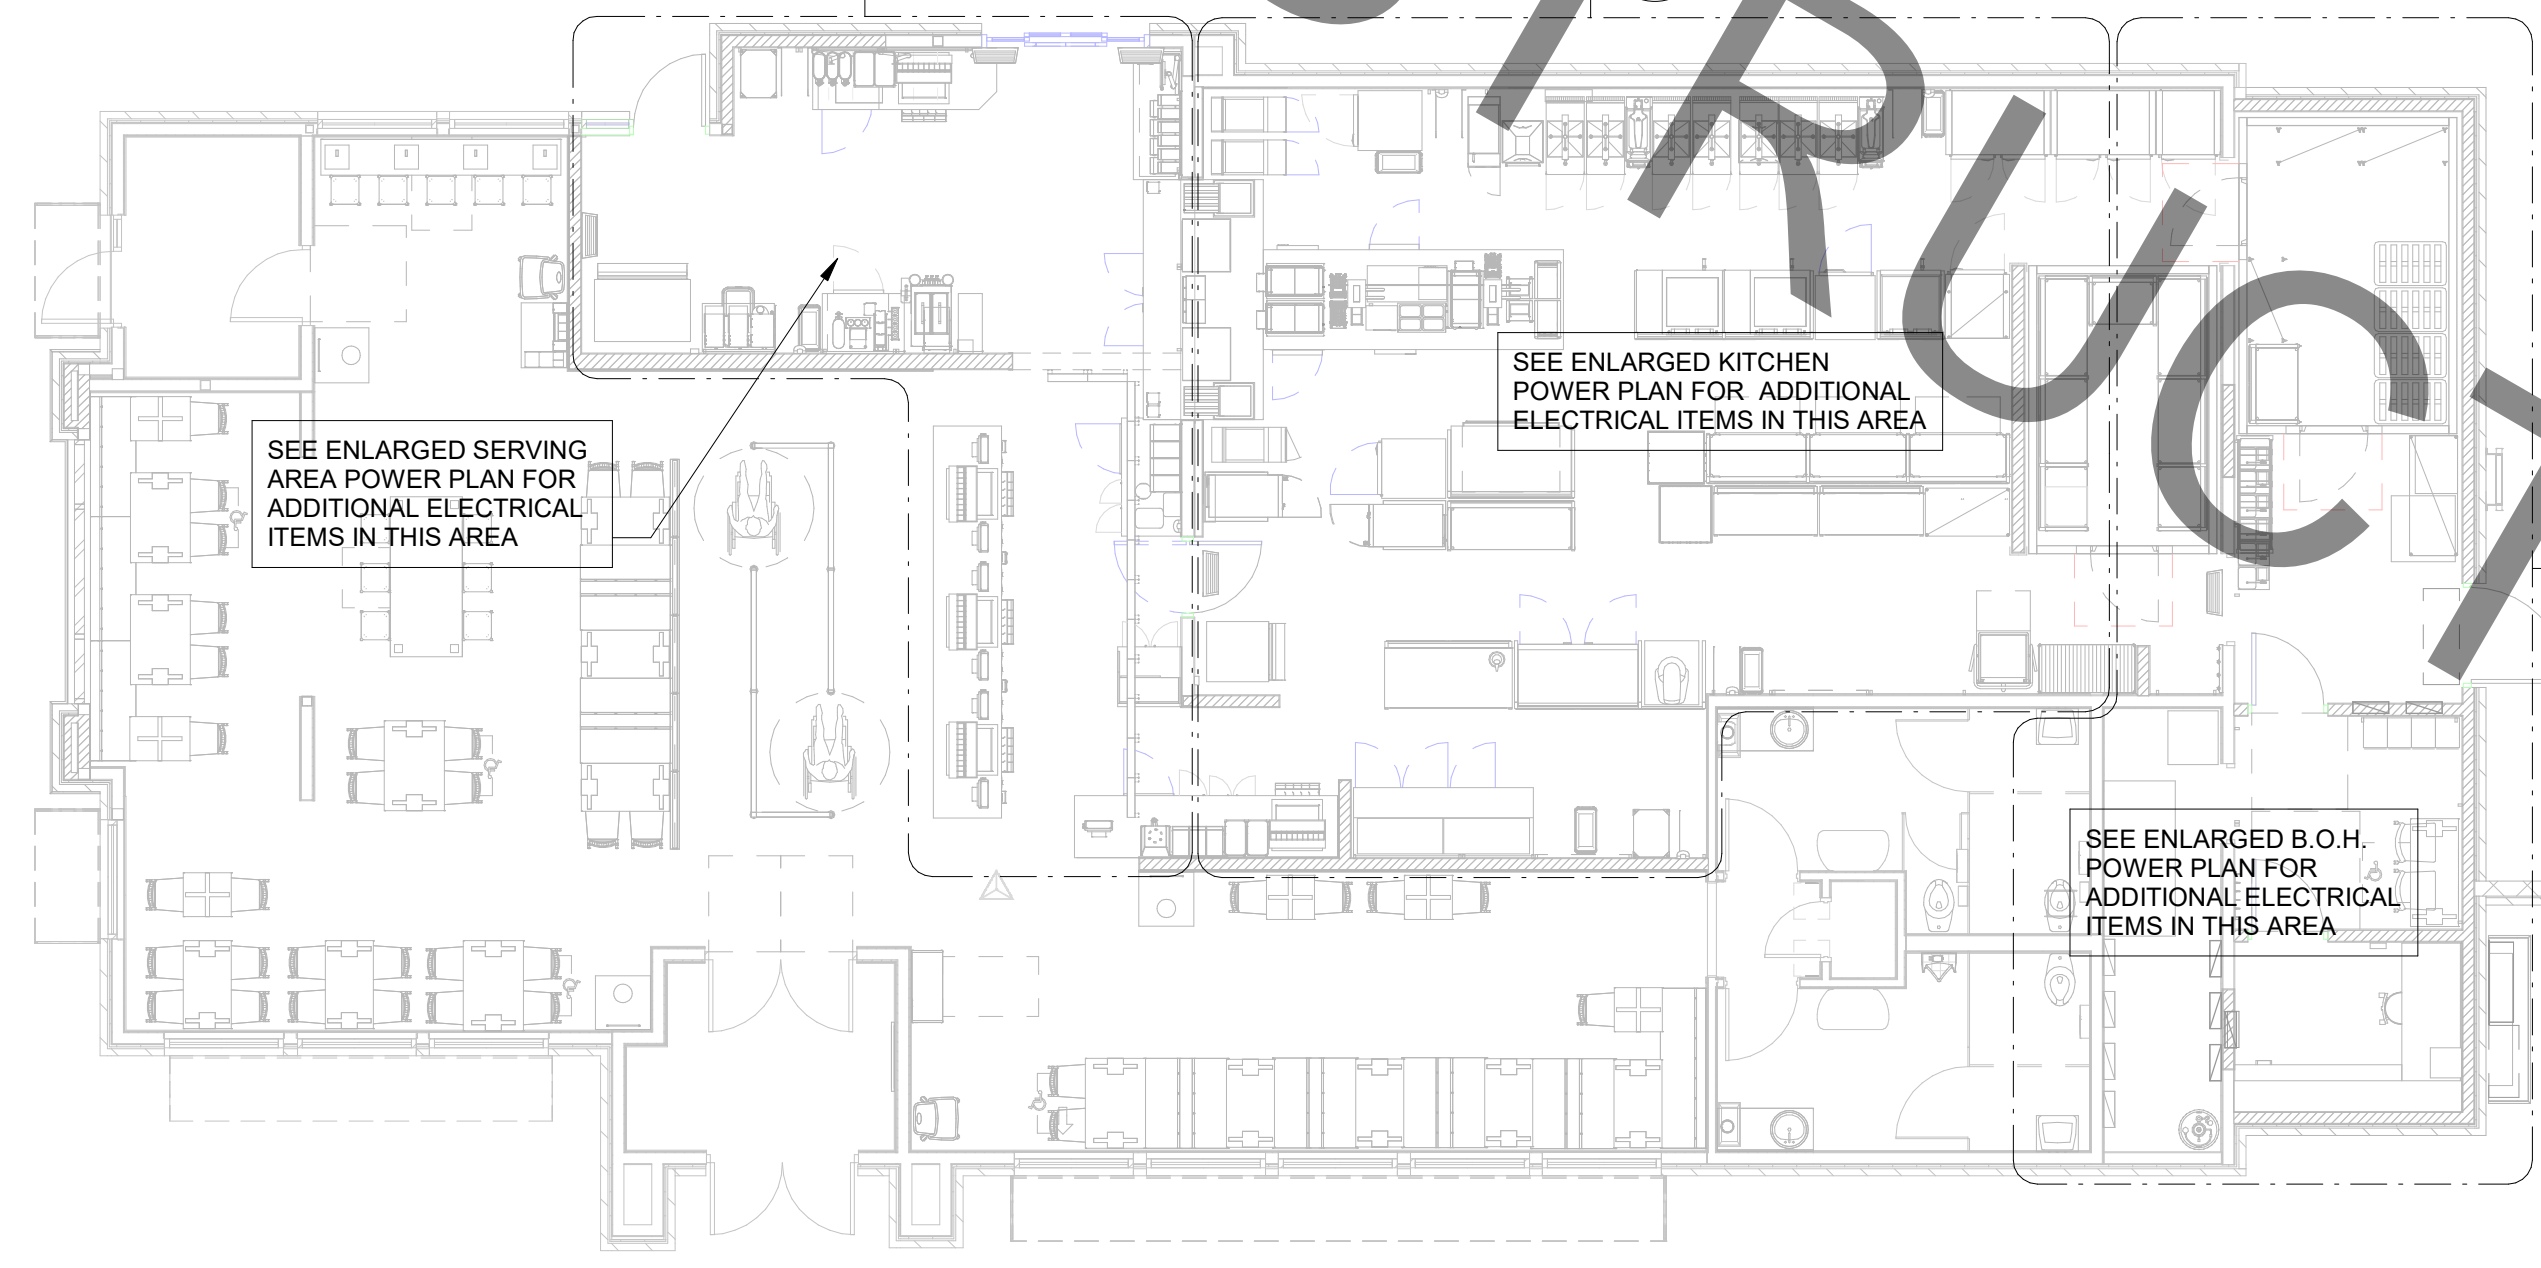 SEE ENLARGED SERVING
AREA POWER PLAN FOR
ADDITIONAL ELECTRICAL
ITEMS IN THIS AREA
SEE ENLARGED KITCHEN
POWER PLAN FOR ADDITIONAL
ELECTRICAL ITEMS IN THIS AREA
SEE ENLARGED B.O.H.
POWER PLAN FOR
ADDITIONAL ELECTRICAL
ITEMS IN THIS AREA
RUC